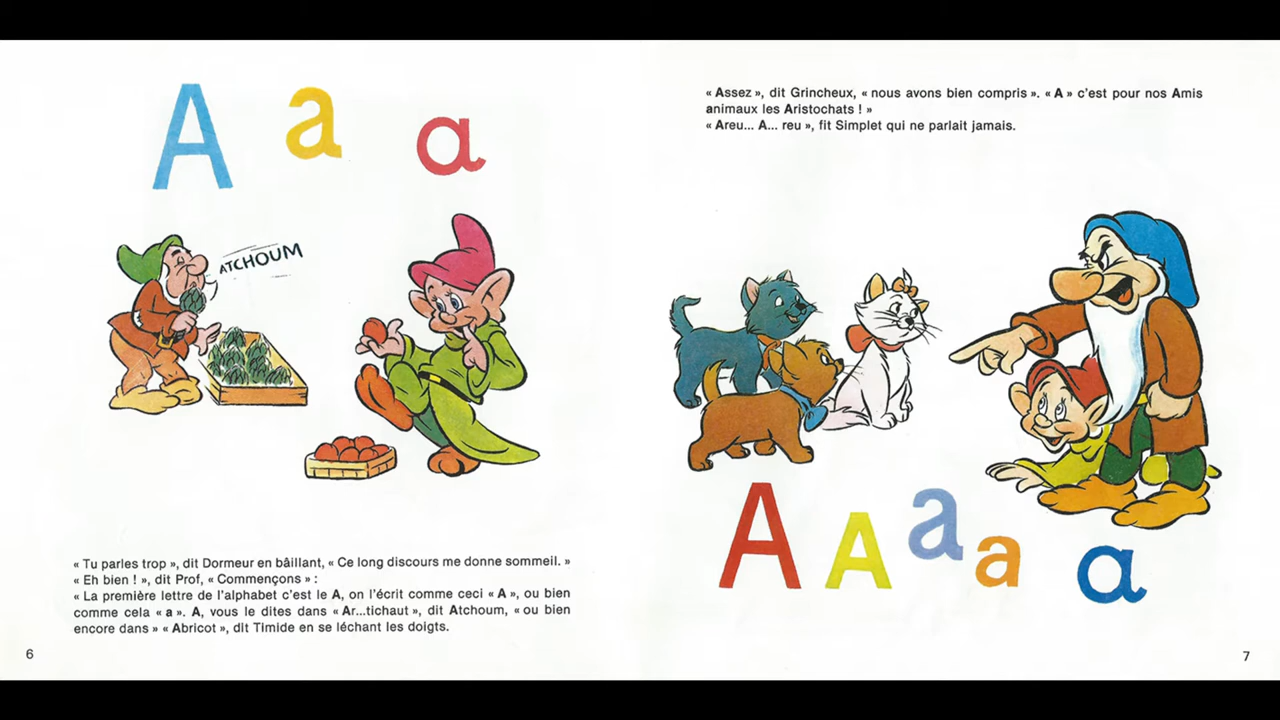 A a a
ATCHOUM
« Tu parles trop », dit Dormeur en bâillant, « Ce long discours me donne sommeil. »
« Eh bien ! », dit Prof, « Commençons » :
« La première lettre de l'alphabet c'est le A, on l'écrit comme ceci « A », ou bien
comme cela « a ». A, vous le dites dans « Ar...tichaut », dit Atchoum, « ou bien
encore dans » « Abricot », dit Timide en se léchant les doigts.
6
« Assez », dit Grincheux, « nous avons bien compris ». « A » c'est pour nos Amis
animaux les Aristochats ! »
« Areu... A... reu », fit Simplet qui ne parlait jamais.
A A a a a
7